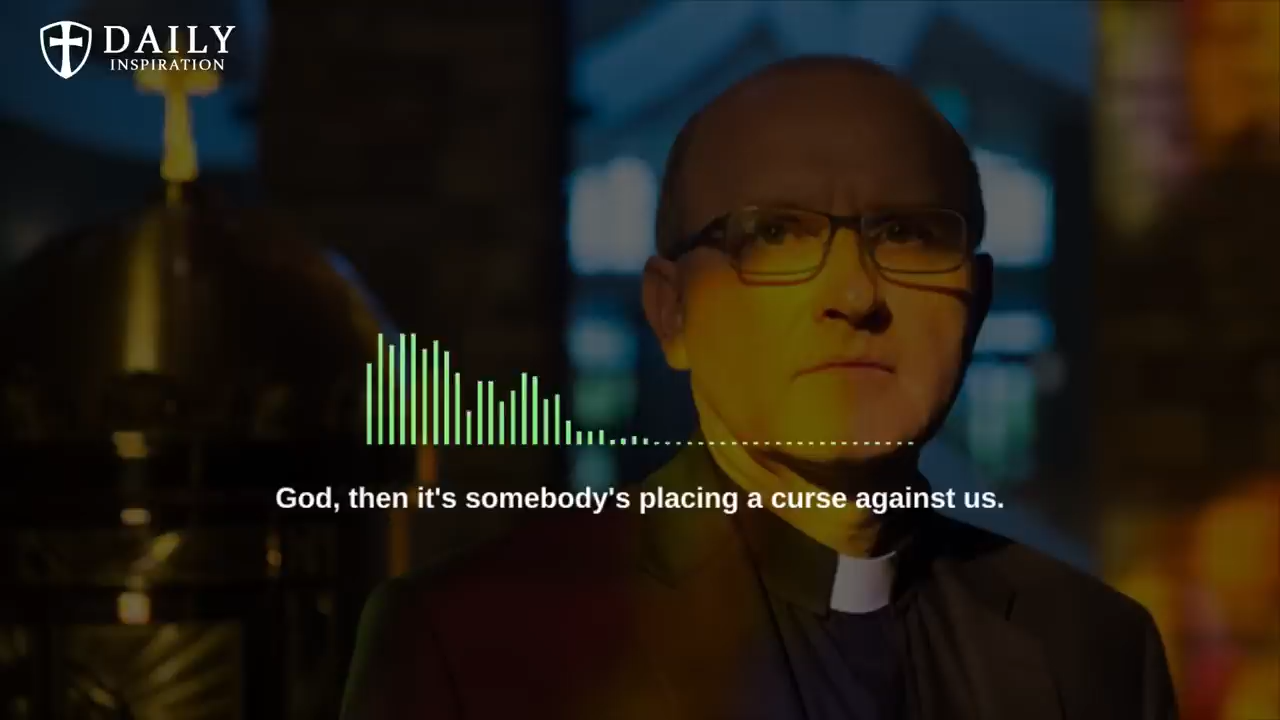 DAILY
INSPIRATION
God, then it's somebody's placing a curse against us.